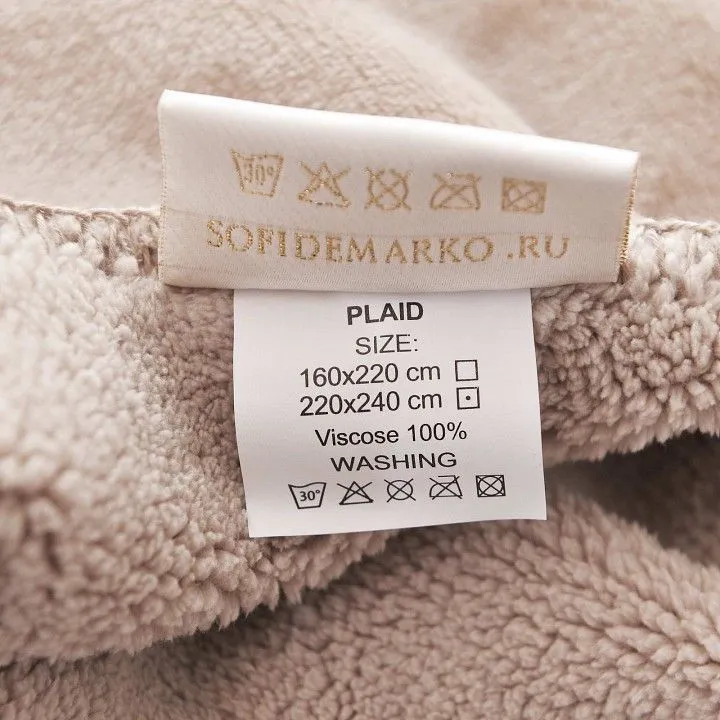 30°
SOFIDEMARKO.RU
PLAID
SIZE:
160x220 cm
220x240 cm
Viscose 100%
WASHING
30°